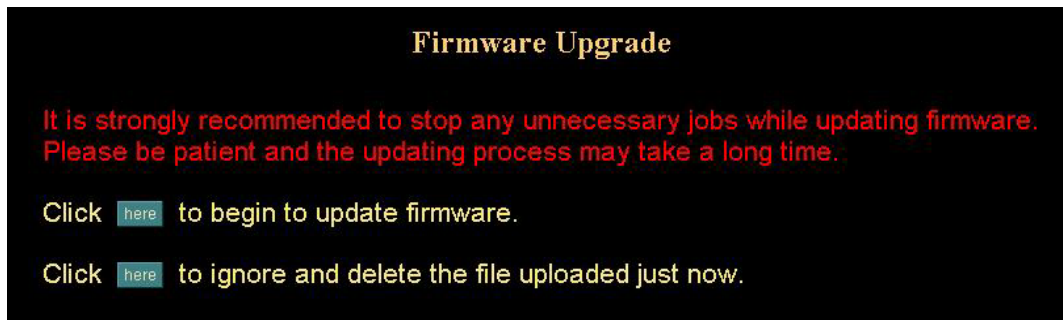 Firmware Upgrade
It is strongly recommended to stop any unnecessary jobs while updating firmware.
Please be patient and the updating process may take a long time.
Click here to begin to update firmware.
Click here to ignore and delete the file uploaded just now.